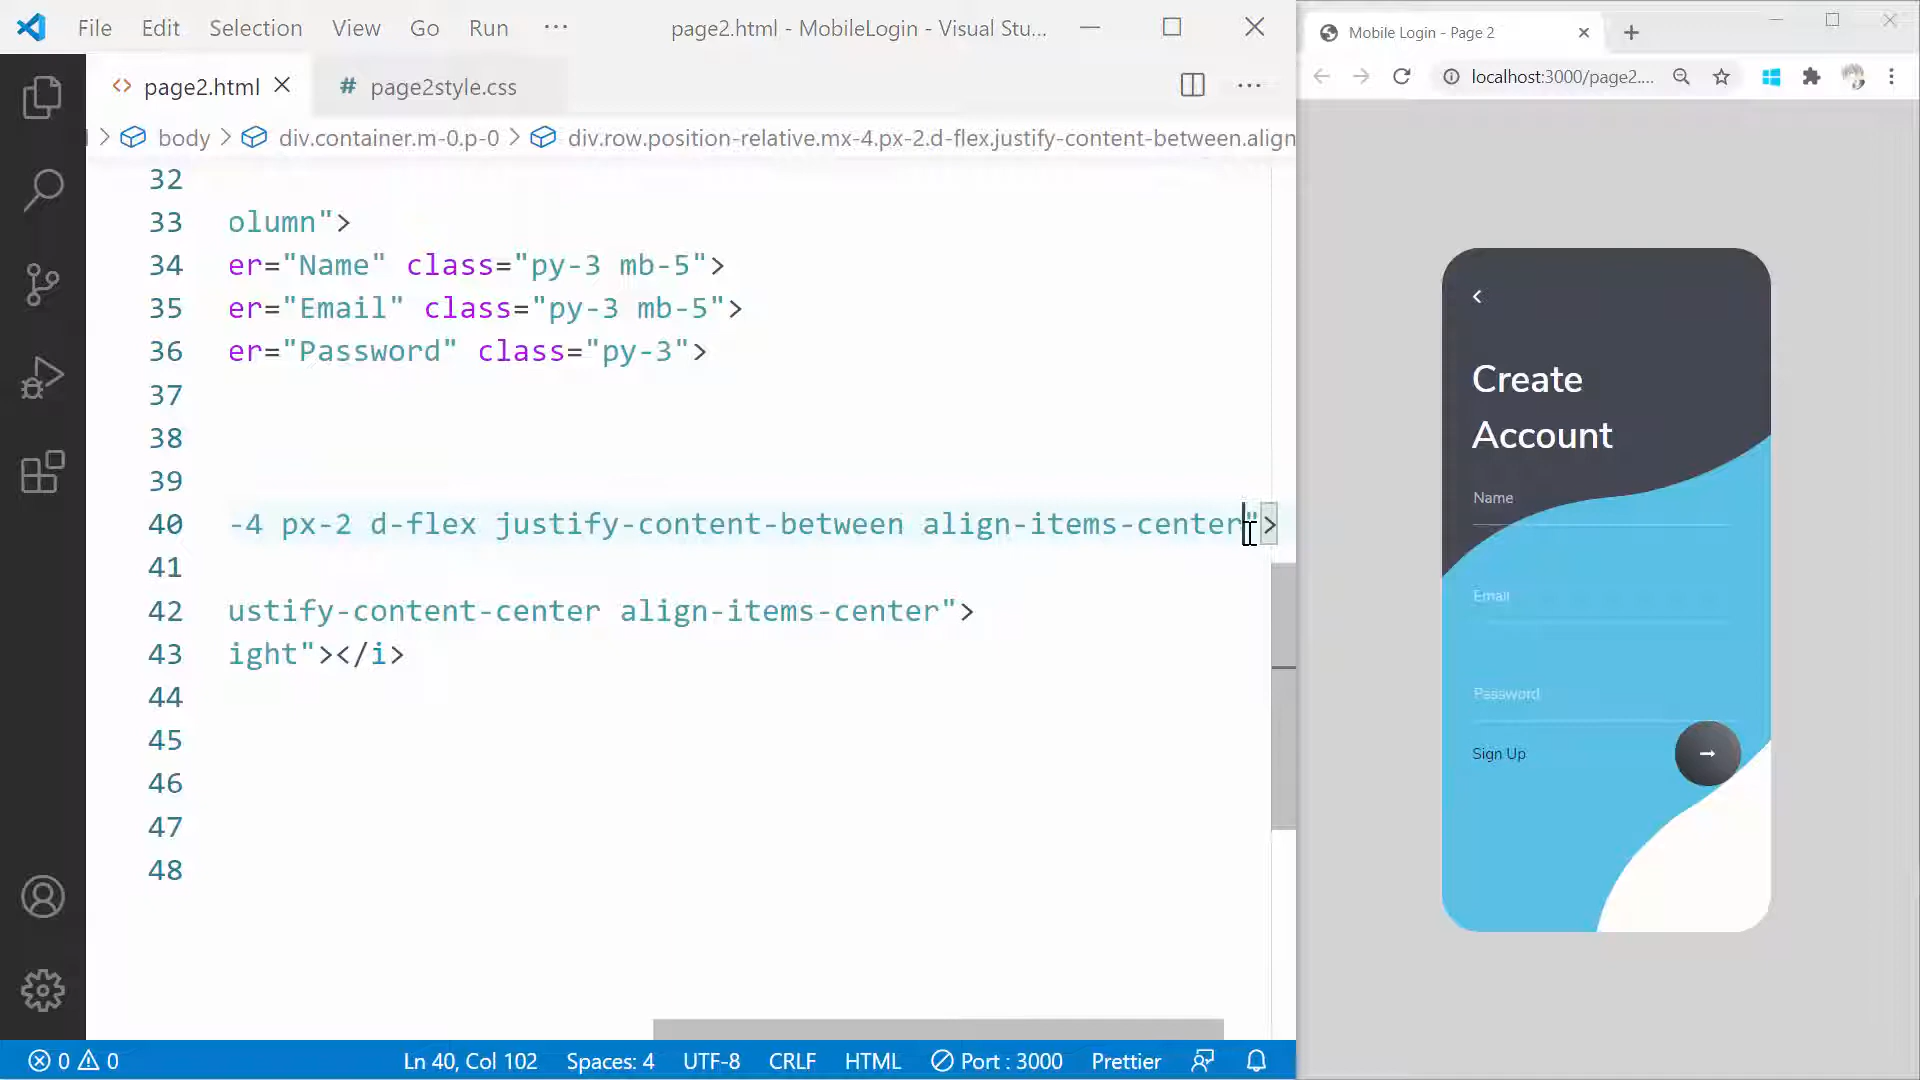 File Edit Selection View Go Run ··· page2.html - MobileLogin - Visual Stu...
page2.html # page2style.css
body > div.container.m-0.p-0 > div.row.position-relative.mx-4.px-2.d-flex.justify-content-between.align
32
33 olumn">
34 er="Name" class="py-3 mb-5">
35 er="Email" class="py-3 mb-5">
36 er="Password" class="py-3">
37
38
39
40 -4 px-2 d-flex justify-content-between align-items-center">
41
42 ustify-content-center align-items-center">
43 ight"></i>
44
45
46
47
48
0 0 Ln 40, Col 102 Spaces: 4 UTF-8 CRLF HTML Port : 3000 Prettier
Mobile Login - Page 2
localhost:3000/page2....
Create
Account
Name
Email
Password
Sign Up